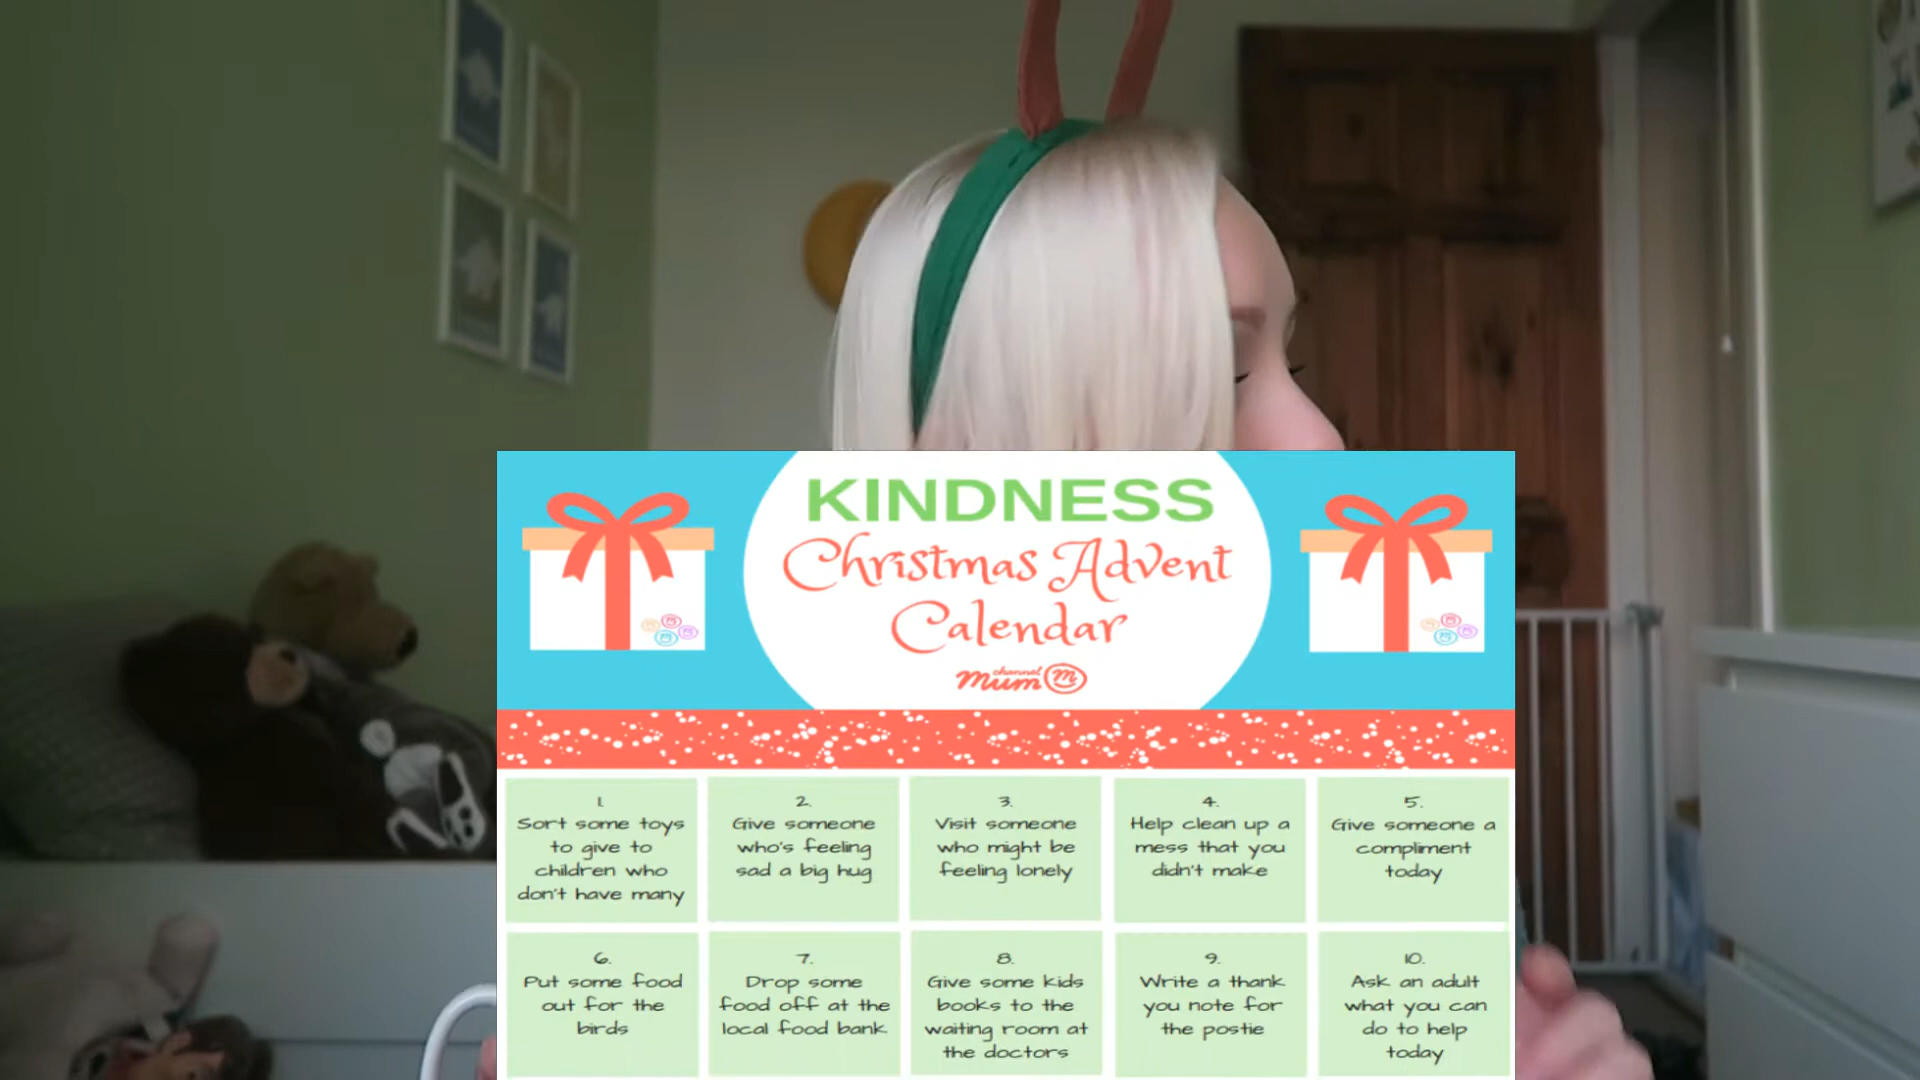 KINDNESS
Christmas Advent
Calendar
channel
mum m
1.
Sort some toys
to give to
children who
don't have many
2.
Give someone
who's feeling
sad a big hug
3.
Visit someone
who might be
feeling lonely
4.
Help clean up a
mess that you
didn't make
5.
Give someone a
compliment
today
6.
Put some food
out for the
birds
7.
Drop some
food off at the
local food bank
8.
Give some kids
books to the
waiting room at
the doctors
9.
Write a thank
you note for
the postie
10.
Ask an adult
what you can
do to help
today